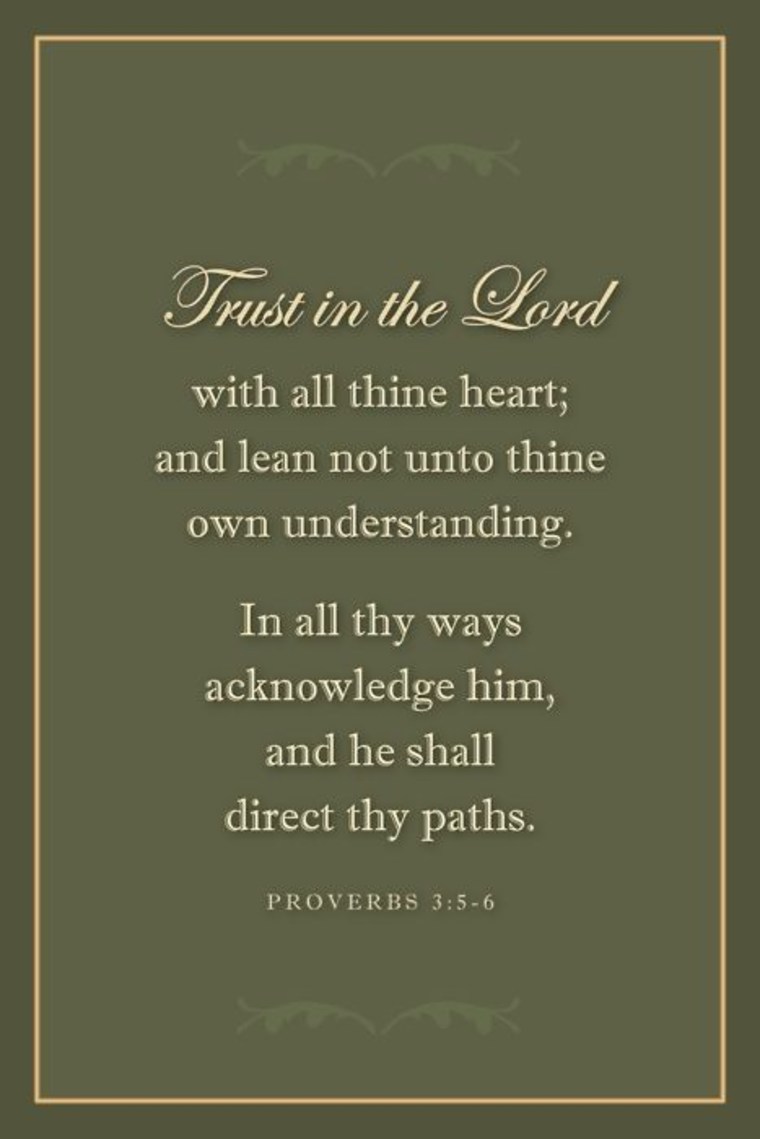 Trust in the Lord
with all thine heart;
and lean not unto thine
own understanding.
In all thy ways
acknowledge him,
and he shall
direct thy paths.
PROVERBS 3:5-6